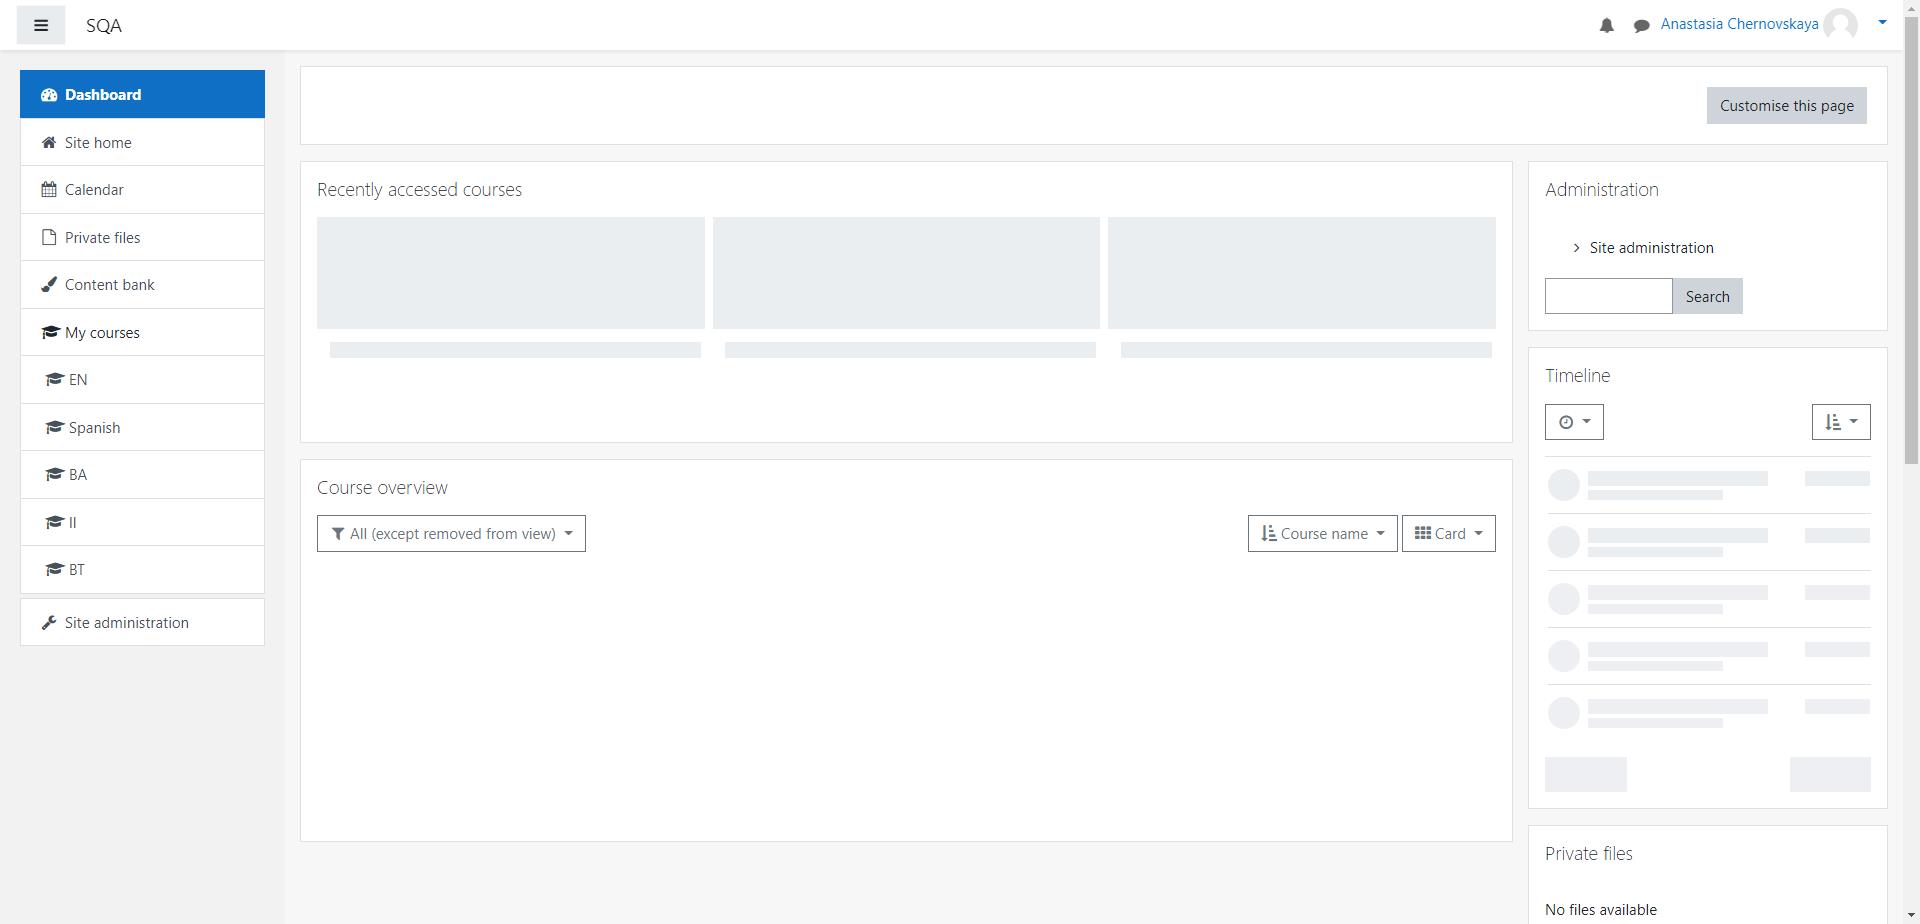 SQA
Anastasia Chernovskaya
Dashboard
Site home
Calendar
Private files
Content bank
My courses
EN
Spanish
BA
II
BT
Site administration
Customise this page
Recently accessed courses
Course overview
All (except removed from view)
Course name
Card
Administration
Site administration
Search
Timeline
Private files
No files available